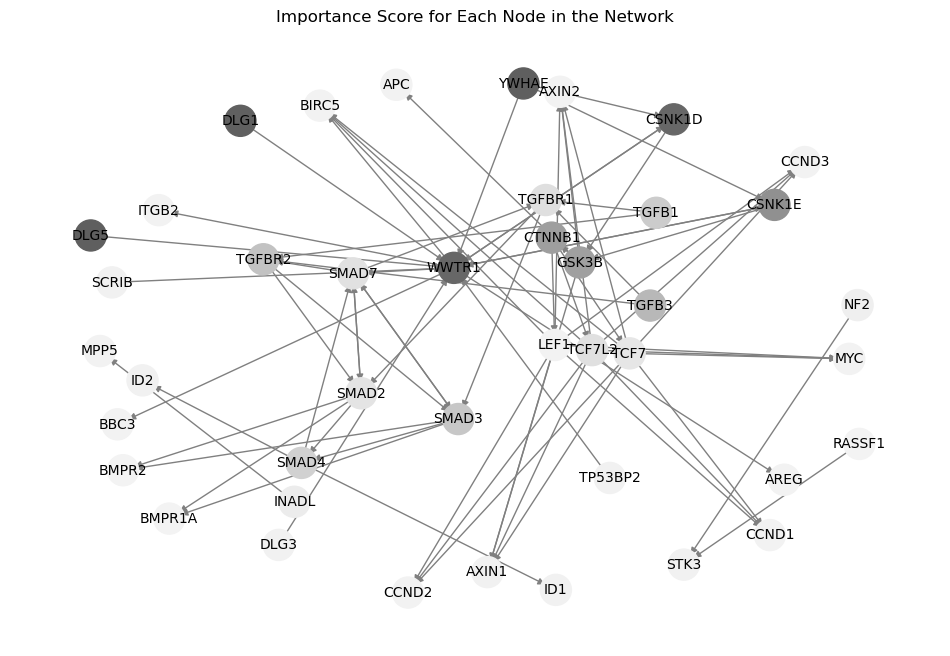 Importance Score for Each Node in the Network
APC
YWHAE
AXIN2
BIRC5
DLG1
CSNK1D
CCND3
TGFBR1
CSNK1E
ITGB2
TGFB1
DLG5
CTNNB1
TGFBR2
GSK3B
WWTR1
SMAD7
SCRIB
TGFB3
NF2
LEF1
TCF7L2
TCF7
MPP5
MYC
ID2
SMAD2
BBC3
SMAD3
RASSF1
SMAD4
BMPR2
TP53BP2
AREG
INADL
BMPR1A
CCND1
DLG3
STK3
AXIN1
ID1
CCND2